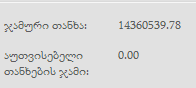 ჯამური თანხა: 14360539.78
აუთვისებელი 0.00
თანხების ჯამი: